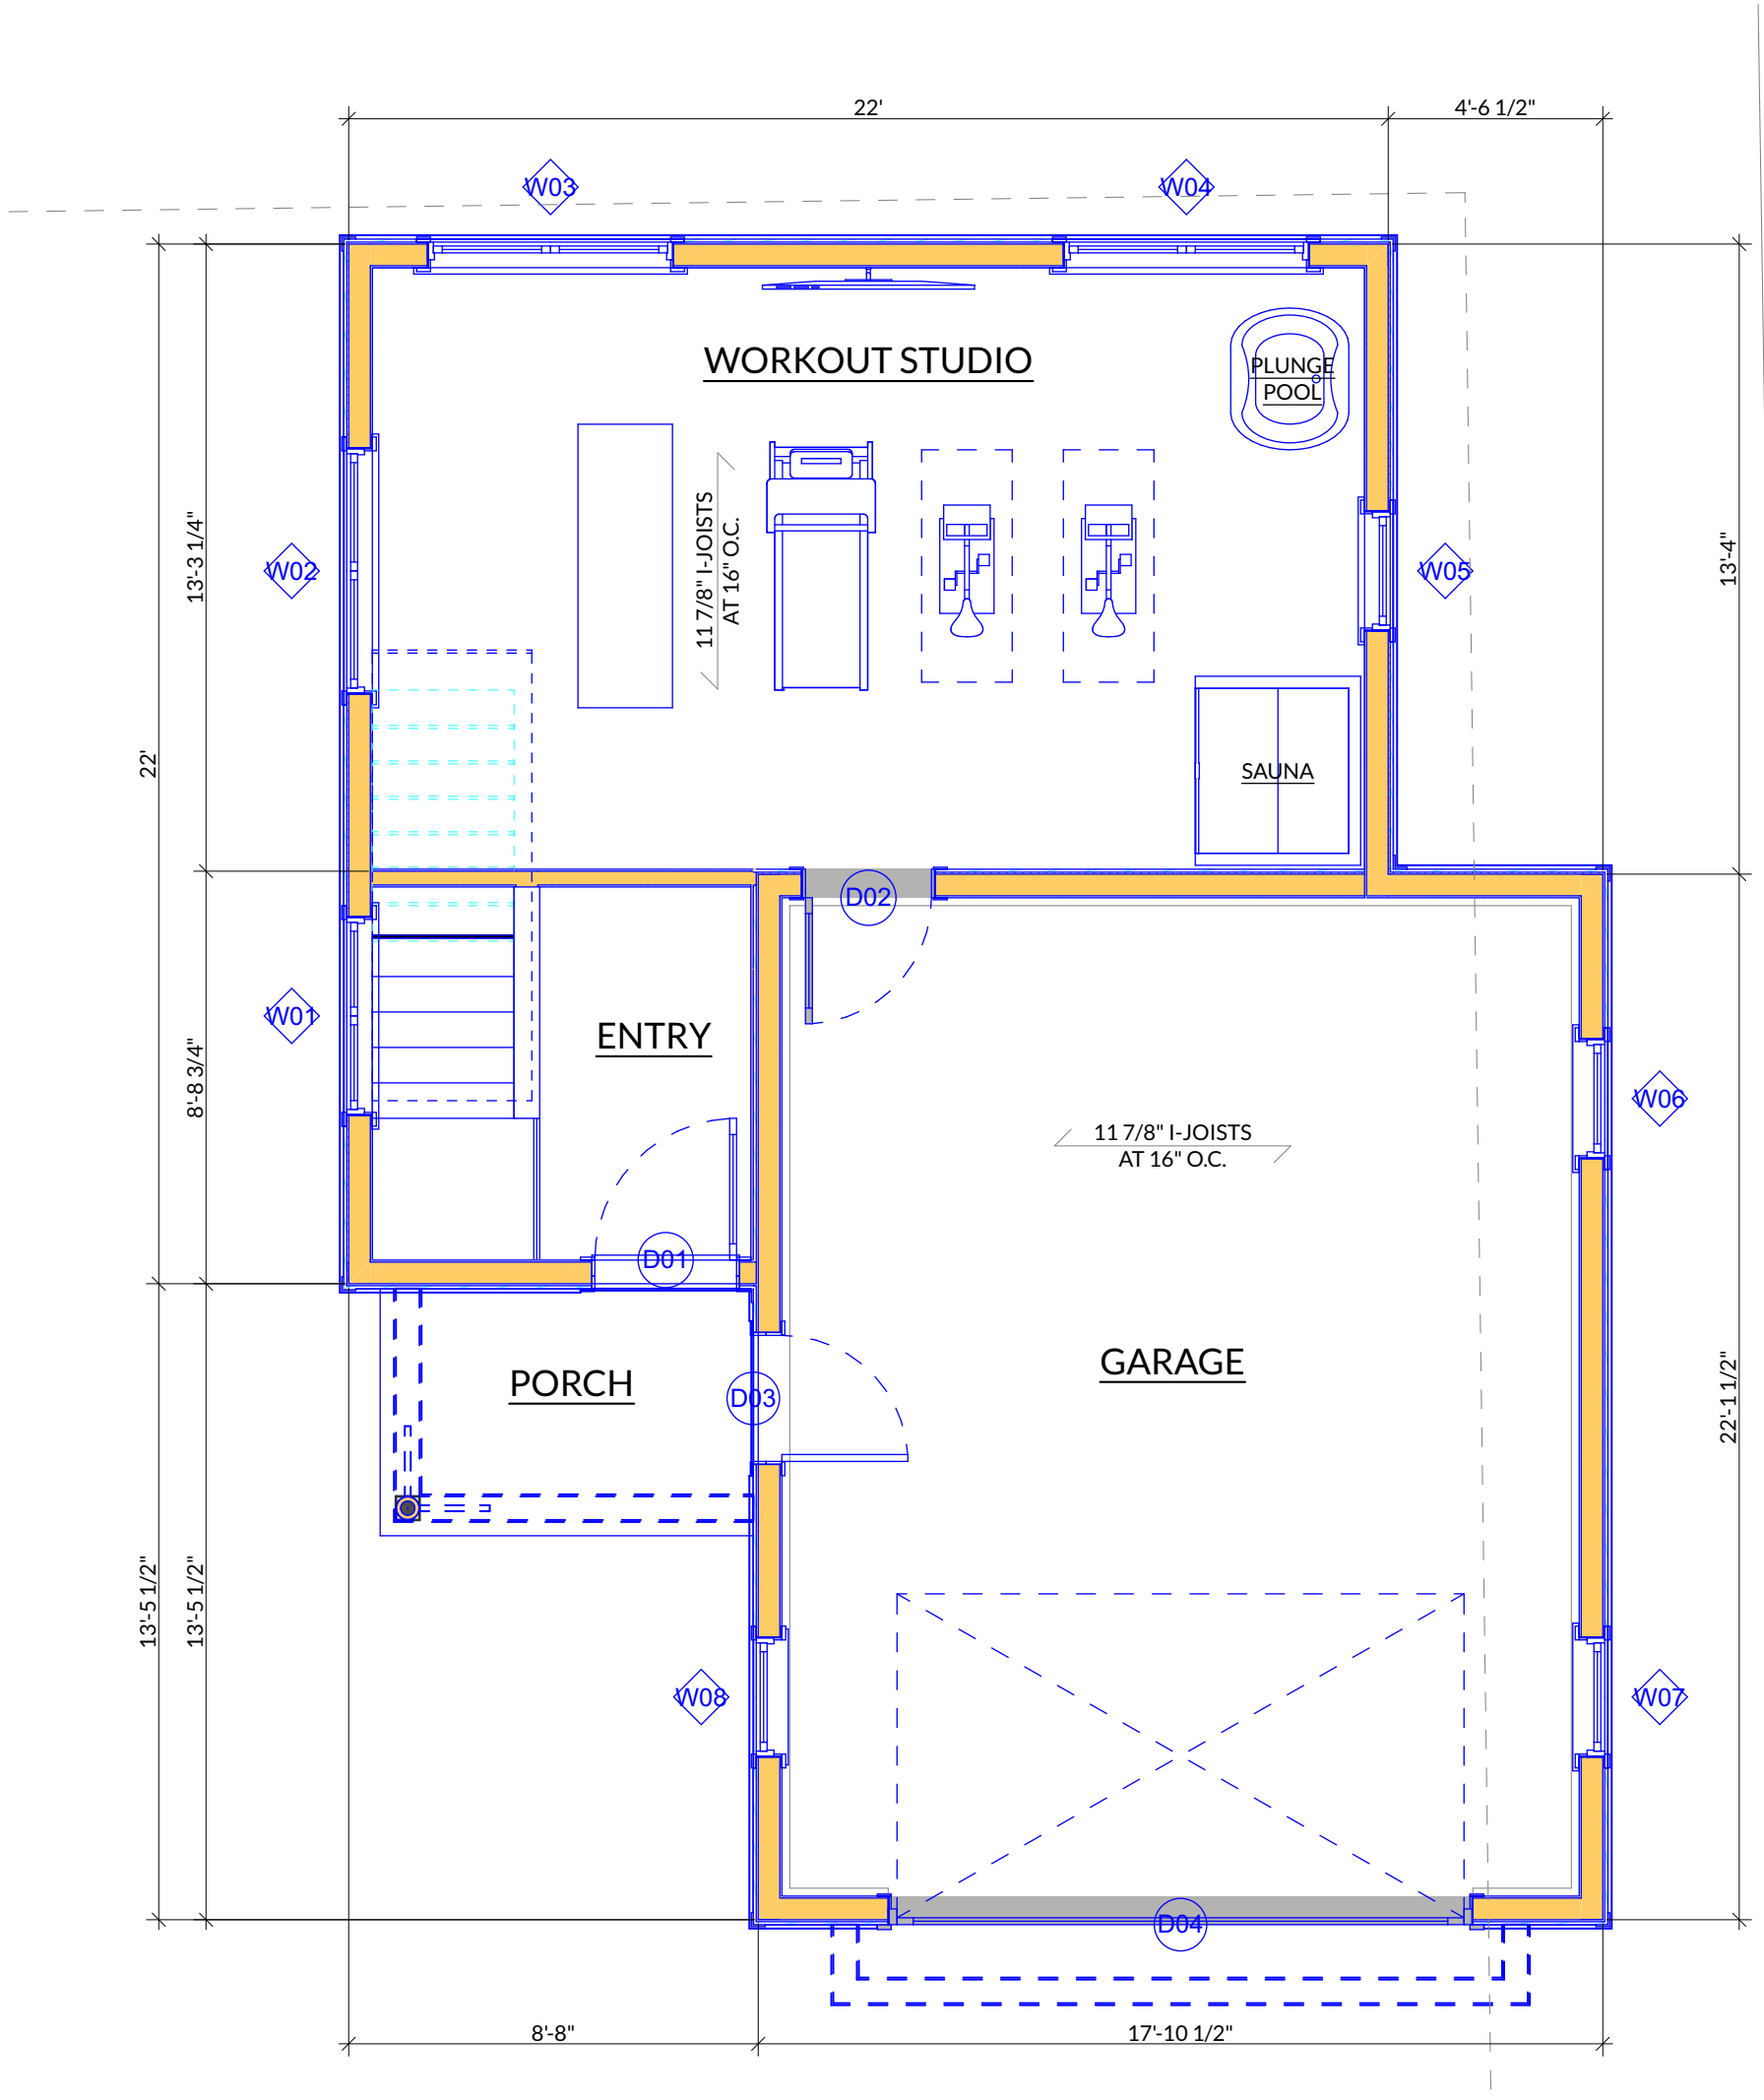 22'
4'-6 1/2"
W03
W04
WORKOUT STUDIO
PLUNGE
POOL
11 7/8" I-JOISTS
AT 16" O.C.
13'-3 1/4"
13'-4"
W02
W05
22'
SAUNA
D02
W01
ENTRY
8'-8 3/4"
W06
11 7/8" I-JOISTS
AT 16" O.C.
D01
GARAGE
PORCH
D03
22'-1 1/2"
13'-5 1/2"
13'-5 1/2"
W08
W07
D04
8'-8"
17'-10 1/2"